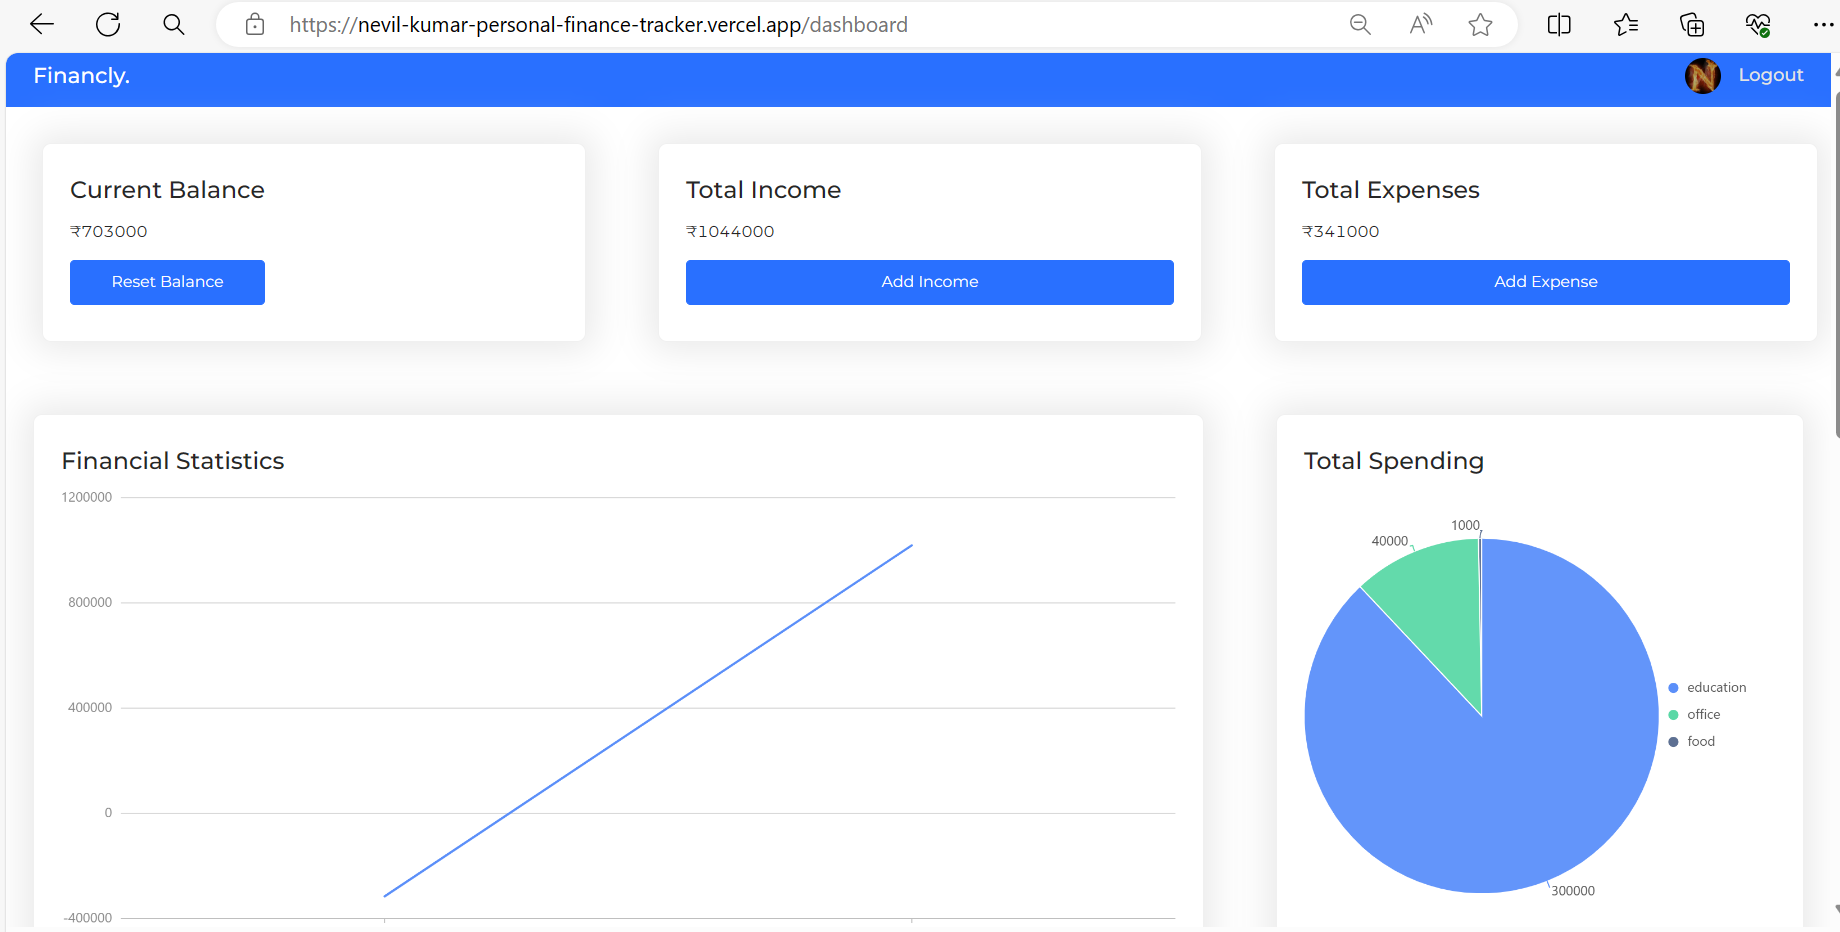 https://nevil-kumar-personal-finance-tracker.vercel.app/dashboard
Financly.
N
Logout
Current Balance
₹703000
Reset Balance
Total Income
₹1044000
Add Income
Total Expenses
₹341000
Add Expense
Financial Statistics
1200000
800000
400000
0
-400000
Total Spending
1000
40000
300000
education
office
food